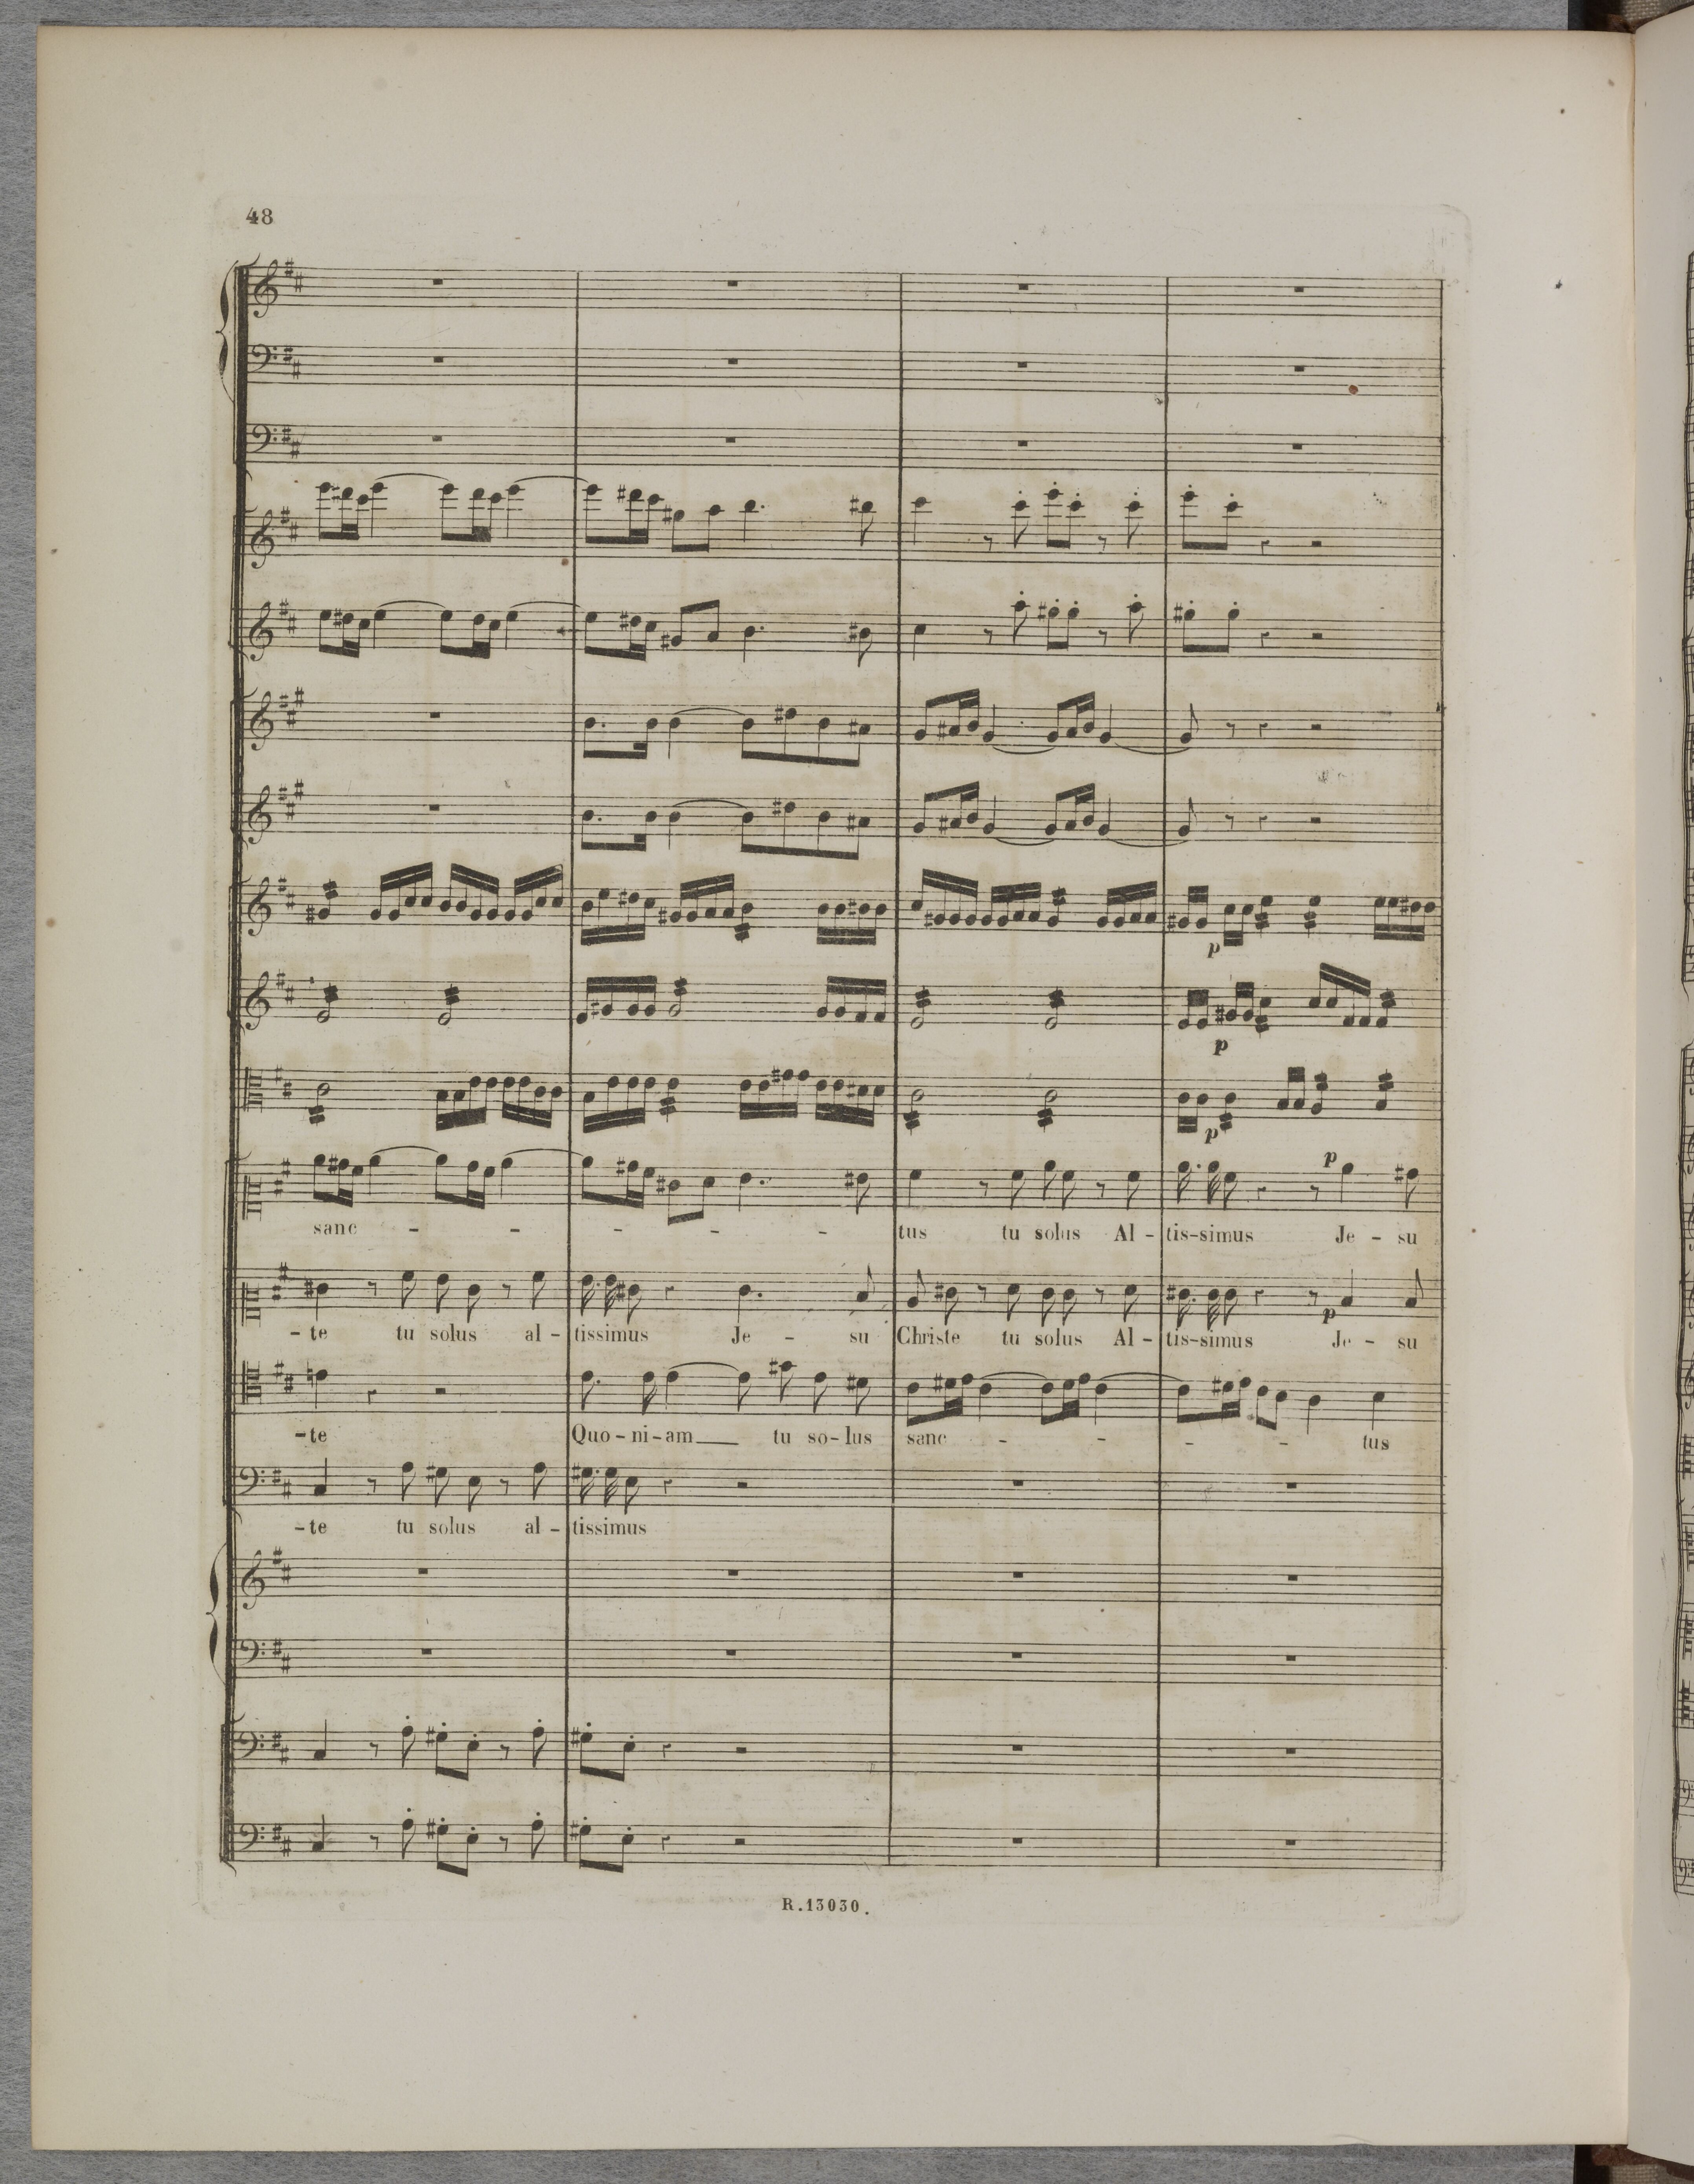 48
p
p
p
p
sanc - - - - - - tus tu solus Al - tis-simus Je - su
p
-te tu solus al - tissimus Je - su Christe tu solus Al - tis-simus Je - su
-te Quo - ni - am tu so - lus sanc - - - - - tus
-te tu solus al - tissimus
R.13030.